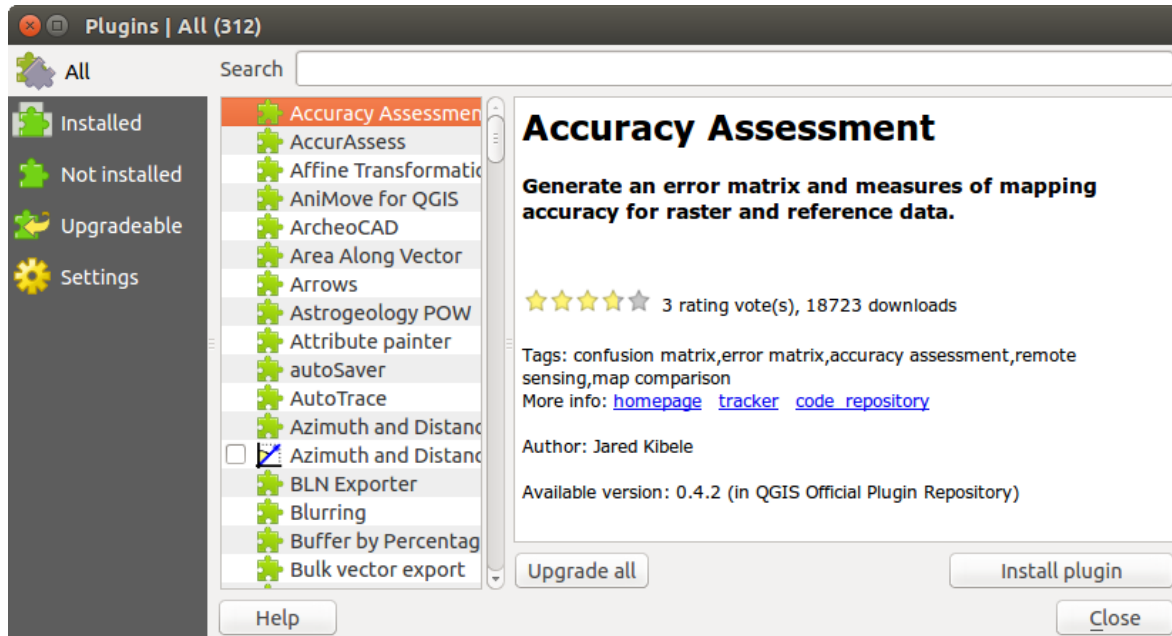 Plugins | All (312)
All
Installed
Not installed
Upgradeable
Settings
Search
Accuracy Assessmen
AccurAssess
Affine Transformatic
AniMove for QGIS
ArcheoCAD
Area Along Vector
Arrows
Astrogeology POW
Attribute painter
autoSaver
AutoTrace
Azimuth and Distanc
Azimuth and Distanc
BLN Exporter
Blurring
Buffer by Percentag
Bulk vector export
Accuracy Assessment
Generate an error matrix and measures of mapping
accuracy for raster and reference data.
3 rating vote(s), 18723 downloads
Tags: confusion matrix,error matrix,accuracy assessment,remote
sensing,map comparison
More info: homepage tracker code_repository
Author: Jared Kibele
Available version: 0.4.2 (in QGIS Official Plugin Repository)
Upgrade all
Install plugin
Help
Close